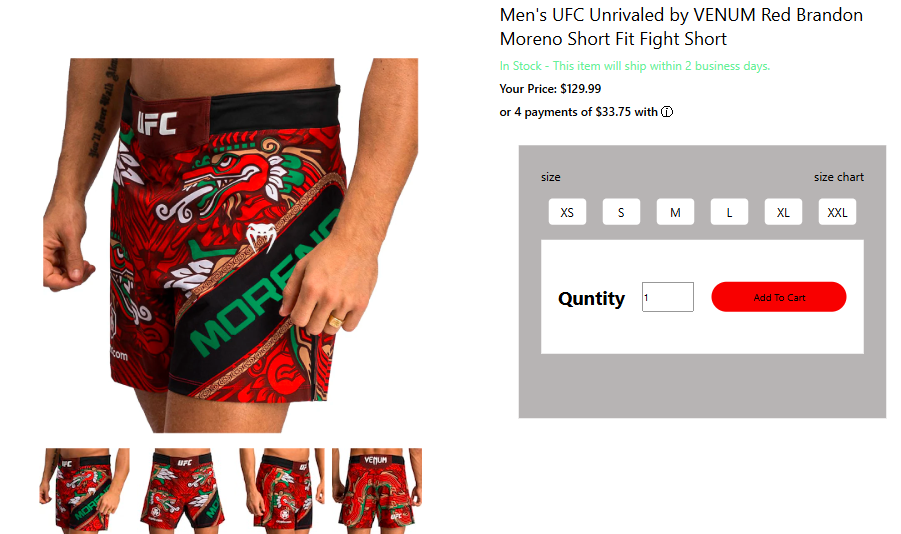 Men's UFC Unrivaled by VENUM Red Brandon
Moreno Short Fit Fight Short
In Stock - This item will ship within 2 business days.
Your Price: $129.99
or 4 payments of $33.75 with ⓘ
size
size chart
XS
S
M
L
XL
XXL
Quntity
1
Add To Cart
UFC
MORENO
UFC
MORENO
UFC
VENUM
UFC